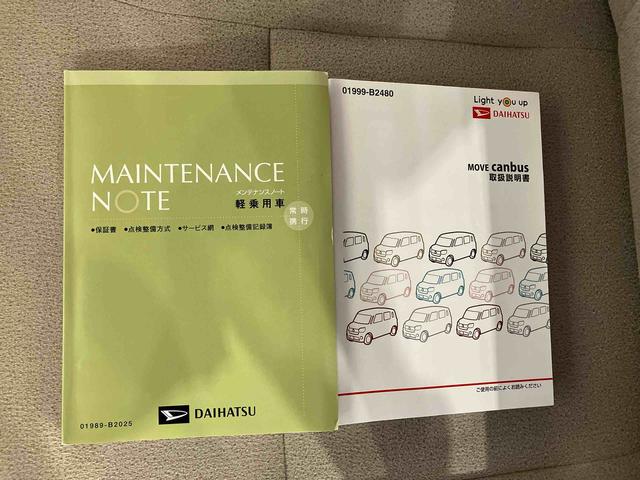 MAINTENANCE
NOTE
メンテナンスノート
軽乗用車
常時
携行
•保証書 •点検整備方式 •サービス網 •点検整備記録簿
DAIHATSU
01989-B2025
01999-B2480
Light you up
DAIHATSU
MOVE canbus
取扱説明書
ご使用の前によくお読みください